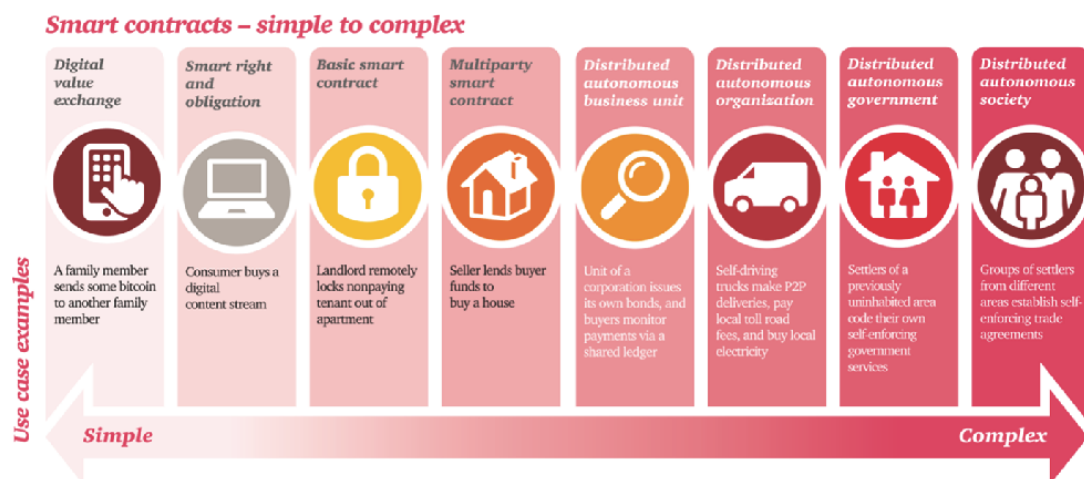 Smart contracts – simple to complex
Digital
value
exchange
Smart right
and
obligation
Basic smart
contract
Multiparty
smart
contract
Distributed
autonomous
business unit
Distributed
autonomous
organization
Distributed
autonomous
government
Distributed
autonomous
society
Use case examples
A family member
sends some bitcoin
to another family
member
Consumer buys a
digital
content stream
Landlord remotely
locks nonpaying
tenant out of
apartment
Seller lends buyer
funds to
buy a house
Unit of a
corporation issues
its own bonds, and
buyers monitor
payments via a
shared ledger
Self-driving
trucks make P2P
deliveries, pay
local toll road
fees, and buy local
electricity
Settlers of a
previously
uninhabited area
code their own
self-enforcing
government
services
Groups of settlers
from different
areas establish self-
enforcing trade
agreements
Simple
Complex